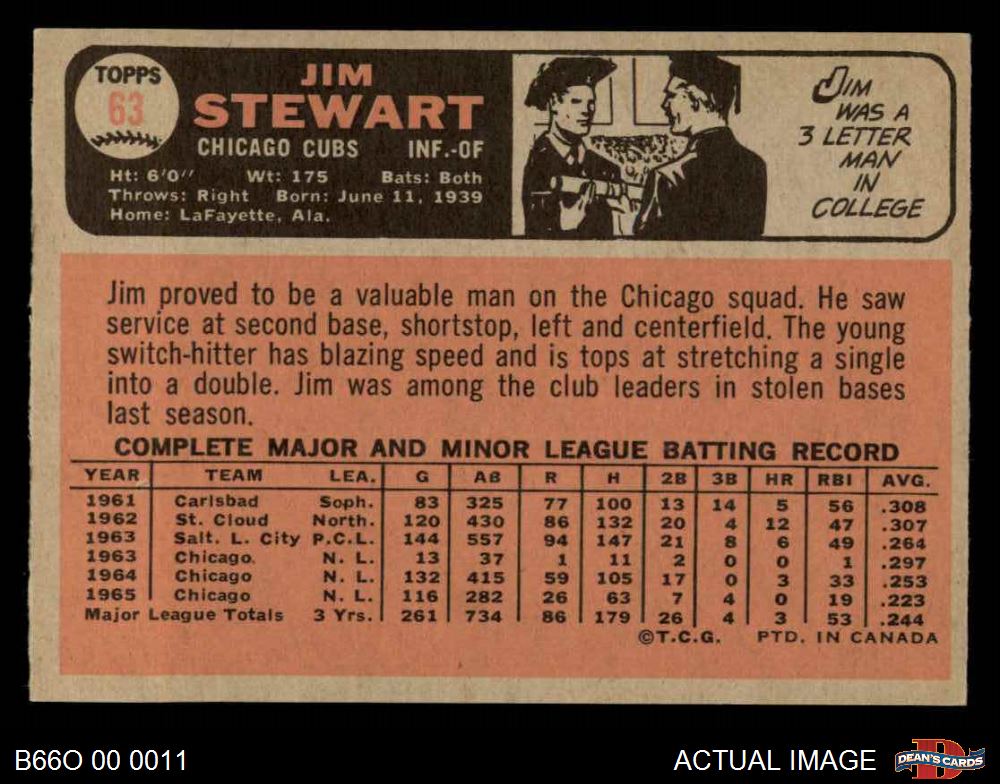 TOPPS
63
JIM
STEWART
CHICAGO CUBS INF.-OF
Ht: 6'0" Wt: 175 Bats: Both
Throws: Right Born: June 11, 1939
Home: LaFayette, Ala.
JIM
WAS A
3 LETTER
MAN
IN
COLLEGE
Jim proved to be a valuable man on the Chicago squad. He saw
service at second base, shortstop, left and centerfield. The young
switch-hitter has blazing speed and is tops at stretching a single
into a double. Jim was among the club leaders in stolen bases
last season.
COMPLETE MAJOR AND MINOR LEAGUE BATTING RECORD
YEAR TEAM LEA. G AB R H 2B 3B HR RBI AVG.
1961 Carlsbad Soph. 83 325 77 100 13 14 5 56 .308
1962 St. Cloud North. 120 430 86 132 20 4 12 47 .307
1963 Salt. L. City P.C.L. 144 557 94 147 21 8 6 49 .264
1963 Chicago. N. L. 13 37 1 11 2 0 0 1 .297
1964 Chicago N. L. 132 415 59 105 17 0 3 33 .253
1965 Chicago N. L. 116 282 26 63 7 4 0 19 .223
Major League Totals 3 Yrs. 261 734 86 179 26 4 3 53 .244
©T.C.G. PTD. IN CANADA
B66O 00 0011
ACTUAL IMAGE
D
DEAN'S CARDS